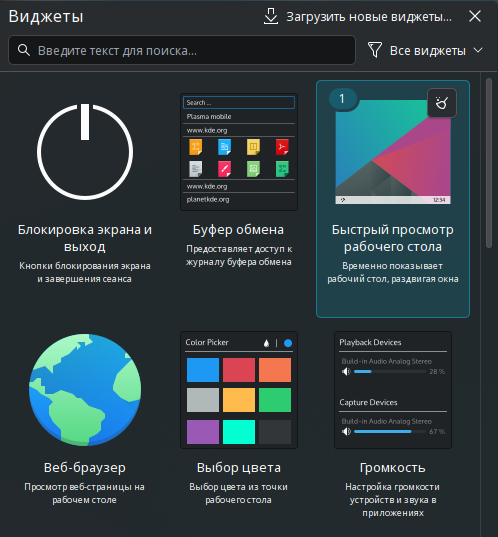 Виджеты
Загрузить новые виджеты...
Введите текст для поиска...
Все виджеты
Search ...
Plasma mobile
www.kde.org
www.kde.org
planetkde.org
1
12:34
Блокировка экрана и
выход
Кнопки блокирования экрана
и завершения сеанса
Буфер обмена
Предоставляет доступ к
журналу буфера обмена
Быстрый просмотр
рабочего стола
Временно показывает
рабочий стол, раздвигая окна
Color Picker
Playback Devices
Build-in Audio Analog Stereo
28 %
Capture Devices
Build-in Audio Analog Stereo
67 %
Веб-браузер
Просмотр веб-страницы на
рабочем столе
Выбор цвета
Выбор цвета из точки
рабочего стола
Громкость
Настройка громкости
устройств и звука в
приложениях